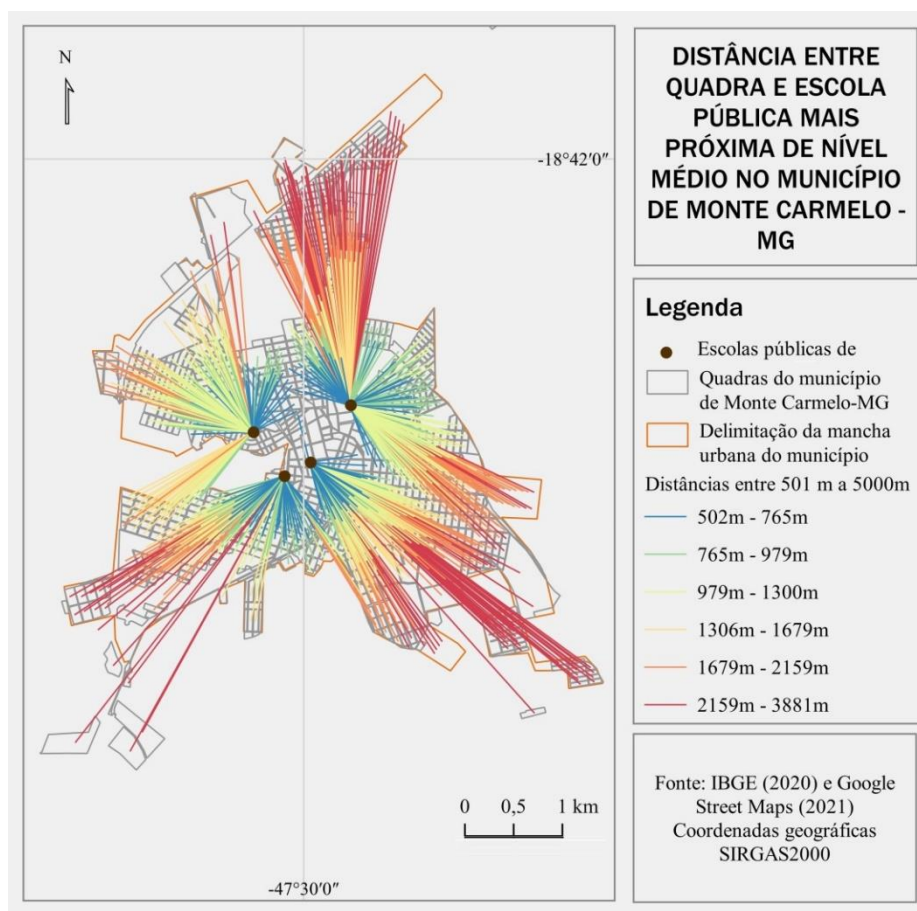 N
-18°42′0″
0 0,5 1 km
-47°30′0″
DISTÂNCIA ENTRE
QUADRA E ESCOLA
PÚBLICA MAIS
PRÓXIMA DE NÍVEL
MÉDIO NO MUNICÍPIO
DE MONTE CARMELO -
MG
Legenda
Escolas públicas de
Quadras do município
de Monte Carmelo-MG
Delimitação da mancha
urbana do município
Distâncias entre 501 m a 5000m
502m - 765m
765m - 979m
979m - 1300m
1306m - 1679m
1679m - 2159m
2159m - 3881m
Fonte: IBGE (2020) e Google
Street Maps (2021)
Coordenadas geográficas
SIRGAS2000